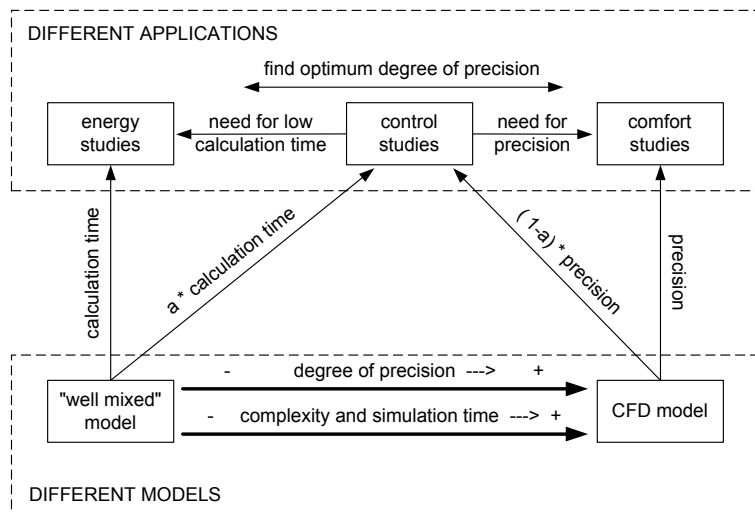 DIFFERENT APPLICATIONS
find optimum degree of precision
energy
studies
need for low
calculation time
control
studies
need for
precision
comfort
studies
calculation time
a * calculation time
(1-a) * precision
precision
"well mixed"
model
- degree of precision ---> +
- complexity and simulation time ---> +
CFD model
DIFFERENT MODELS